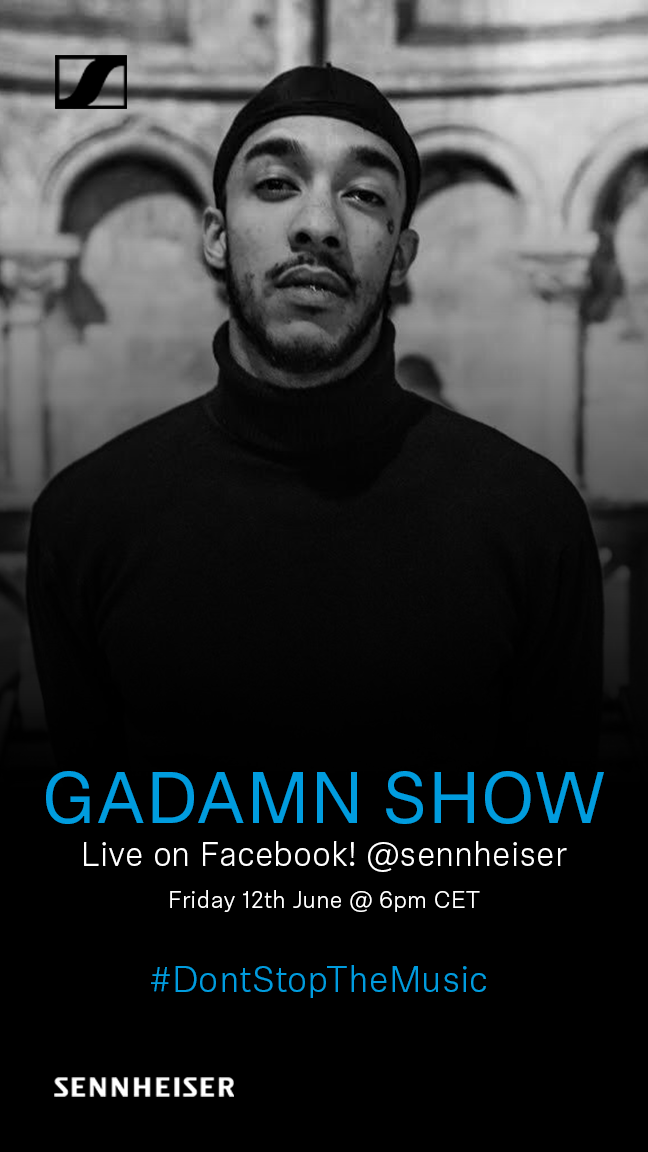 GADAMN SHOW
Live on Facebook! @sennheiser
Friday 12th June @ 6pm CET
#DontStopTheMusic
SENNHEISER